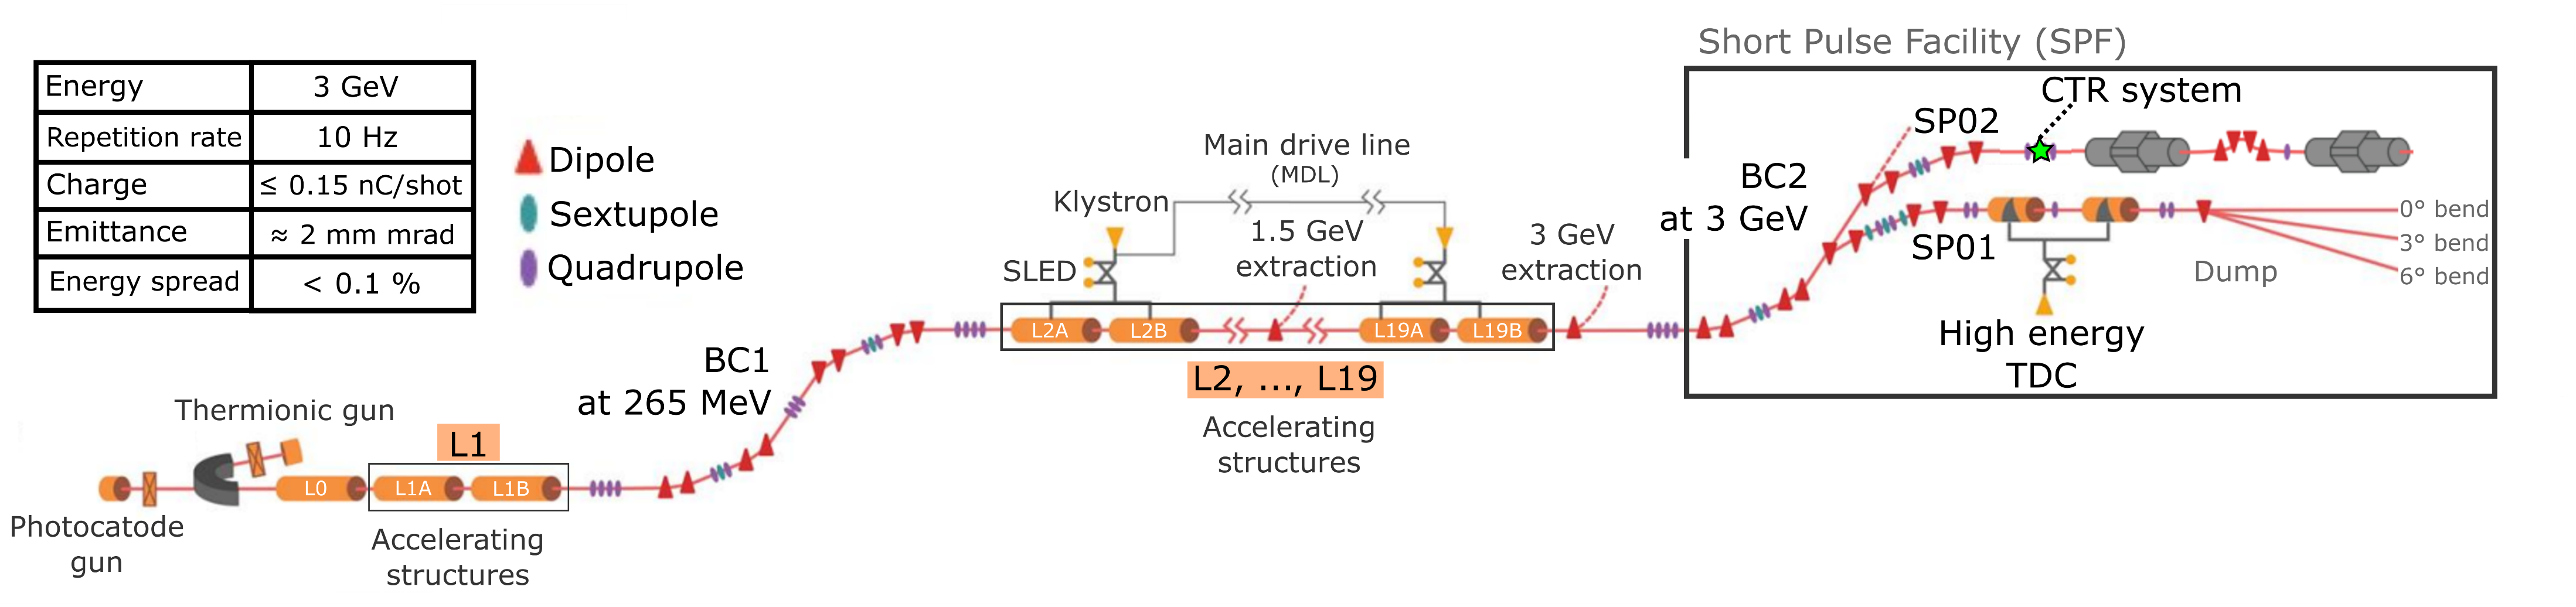 Short Pulse Facility (SPF)
Energy 3 GeV
Repetition rate 10 Hz
Charge ≤ 0.15 nC/shot
Emittance ≈ 2 mm mrad
Energy spread < 0.1 %
Dipole
Sextupole
Quadrupole
Thermionic gun
Photocatode
gun
L0
L1
L1A
L1B
Accelerating
structures
BC1
at 265 MeV
Main drive line
(MDL)
Klystron
SLED
1.5 GeV
extraction
3 GeV
extraction
L2A
L2B
L19A
L19B
L2, ..., L19
Accelerating
structures
BC2
at 3 GeV
SP02
CTR system
SP01
High energy
TDC
Dump
0° bend
3° bend
6° bend